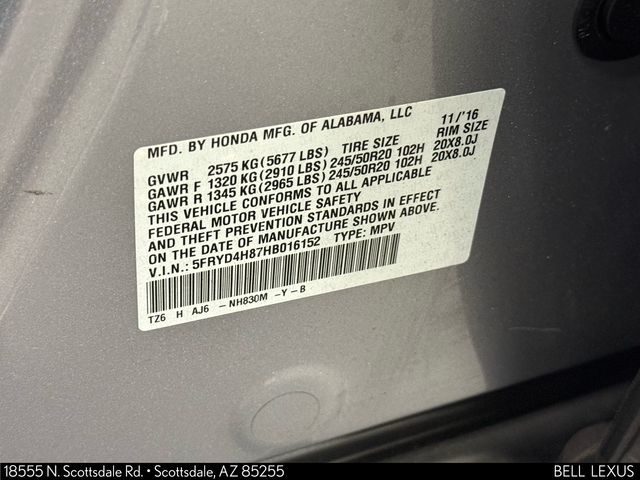 MFD. BY HONDA MFG. OF ALABAMA, LLC 11/'16
GVWR 2575 KG (5677 LBS) TIRE SIZE RIM SIZE
GAWR F 1320 KG (2910 LBS) 245/50R20 102H 20X8.0J
GAWR R 1345 KG (2965 LBS) 245/50R20 102H 20X8.0J
THIS VEHICLE CONFORMS TO ALL APPLICABLE
FEDERAL MOTOR VEHICLE SAFETY
AND THEFT PREVENTION STANDARDS IN EFFECT
ON THE DATE OF MANUFACTURE SHOWN ABOVE.
V.I.N.: 5FRYD4H87HB016152 TYPE: MPV
TZ6 H AJ6 -NH830M -Y-B
18555 N. Scottsdale Rd. • Scottsdale, AZ 85255 BELL LEXUS